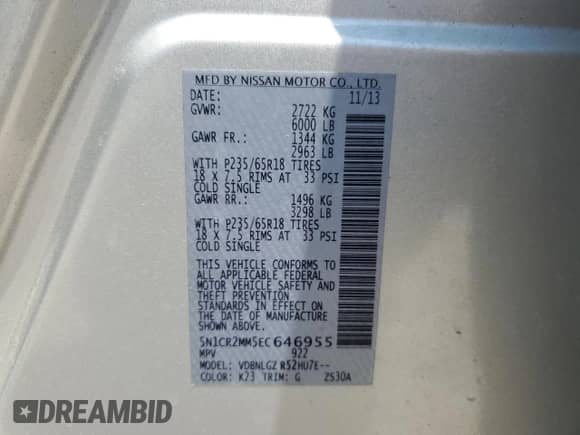 MFD BY NISSAN MOTOR CO., LTD.
DATE: 11/13
GVWR: 2722 KG
6000 LB
GAWR FR.: 1344 KG
2963 LB
WITH P235/65R18 TIRES
18 X 7.5 RIMS AT 33 PSI
COLD SINGLE
GAWR RR.: 1496 KG
3298 LB
WITH P235/65R18 TIRES
18 X 7.5 RIMS AT 33 PSI
COLD SINGLE
THIS VEHICLE CONFORMS TO
ALL APPLICABLE FEDERAL
MOTOR VEHICLE SAFETY AND
THEFT PREVENTION
STANDARDS IN EFFECT ON
THE DATE OF MANUFACTURE
SHOWN ABOVE.
5N1CR2MM5EC646955
MPV 922
MODEL: VDBNLGZ R52HU7E--
COLOR: K23 TRIM: G ZS30A
DREAMBID